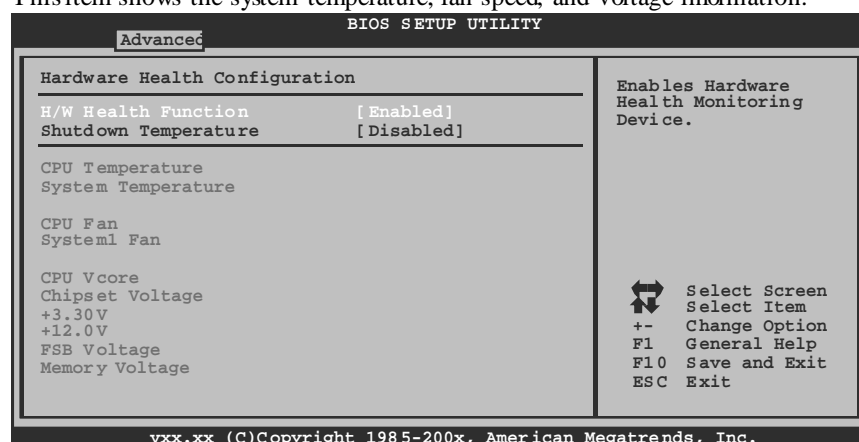 This item shows the system temperature, fan speed, and voltage information.
BIOS SETUP UTILITY
Advanced
Hardware Health Configuration
H/W Health Function [Enabled]
Shutdown Temperature [Disabled]
CPU Temperature
System Temperature
CPU Fan
System1 Fan
CPU Vcore
Chipset Voltage
+3.30V
+12.0V
FSB Voltage
Memory Voltage
Enables Hardware
Health Monitoring
Device.
Select Screen
Select Item
+- Change Option
F1 General Help
F10 Save and Exit
ESC Exit
vxx.xx (C)Copyright 1985-200x, American Megatrends, Inc.